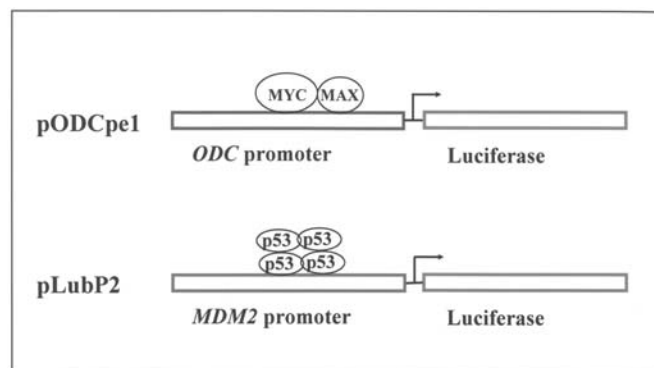 MYC MAX
pODCpe1
ODC promoter Luciferase
p53 p53
p53 p53
pLubP2
MDM2 promoter Luciferase